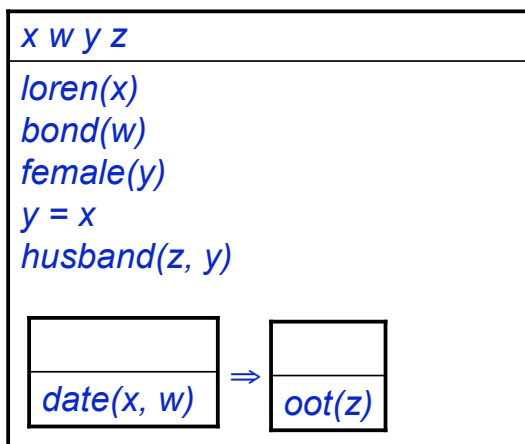 x w y z
loren(x)
bond(w)
female(y)
y = x
husband(z, y)
date(x, w) ⇒ oot(z)